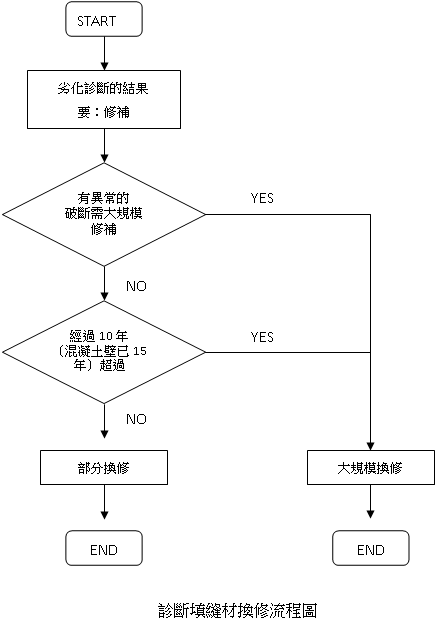 START
劣化診斷的結果
要：修補
有異常的
破斷需大規模
修補
YES
NO
經過 10 年
（混凝土壁已 15
年）超過
YES
NO
部分換修
大規模換修
END
END
診斷填縫材換修流程圖